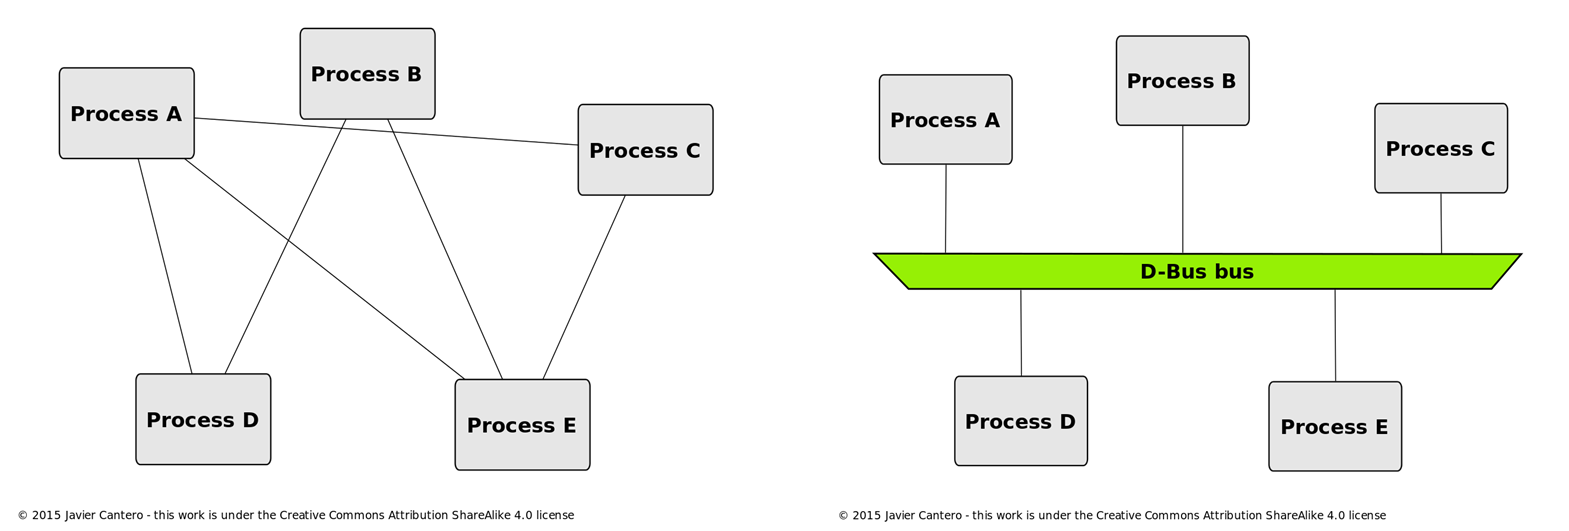 Process A
Process B
Process C
Process D
Process E
© 2015 Javier Cantero - this work is under the Creative Commons Attribution ShareAlike 4.0 license
Process A
Process B
Process C
D-Bus bus
Process D
Process E
© 2015 Javier Cantero - this work is under the Creative Commons Attribution ShareAlike 4.0 license